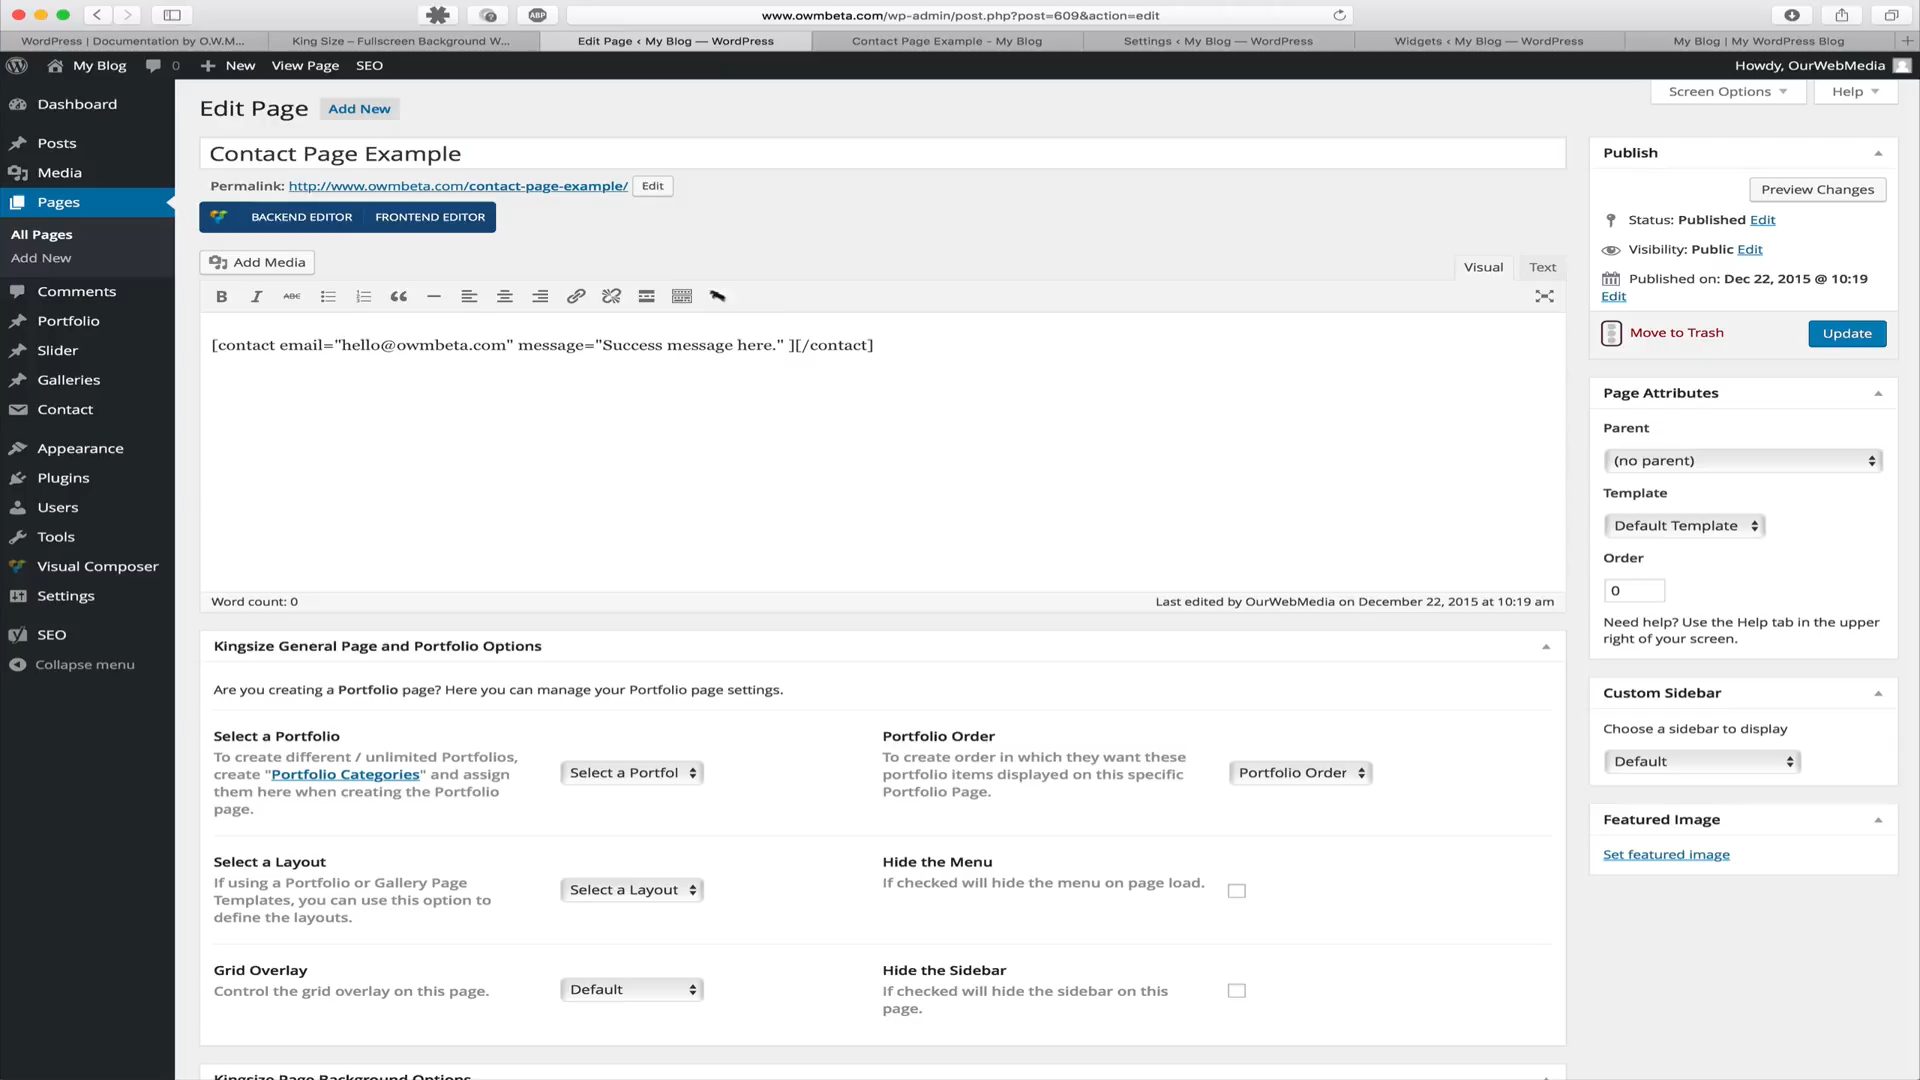 www.owmbeta.com/wp-admin/post.php?post=609&action=edit
WordPress | Documentation by O.W.M...
King Size – Fullscreen Background W...
Edit Page ‹ My Blog — WordPress
Contact Page Example - My Blog
Settings ‹ My Blog — WordPress
Widgets ‹ My Blog — WordPress
My Blog | My WordPress Blog
My Blog 0 New View Page SEO
Howdy, OurWebMedia
Dashboard
Posts
Media
Pages
All Pages
Add New
Comments
Portfolio
Slider
Galleries
Contact
Appearance
Plugins
Users
Tools
Visual Composer
Settings
SEO
Collapse menu
Screen Options
Help
Edit Page Add New
Contact Page Example
Permalink: http://www.owmbeta.com/contact-page-example/ Edit
BACKEND EDITOR FRONTEND EDITOR
Add Media
Visual Text
B I ABC
[contact email="hello@owmbeta.com" message="Success message here." ][/contact]
Word count: 0
Last edited by OurWebMedia on December 22, 2015 at 10:19 am
Kingsize General Page and Portfolio Options
Are you creating a Portfolio page? Here you can manage your Portfolio page settings.
Select a Portfolio
To create different / unlimited Portfolios,
create "Portfolio Categories" and assign
them here when creating the Portfolio
page.
Select a Portfol
Portfolio Order
To create order in which they want these
portfolio items displayed on this specific
Portfolio Page.
Portfolio Order
Select a Layout
If using a Portfolio or Gallery Page
Templates, you can use this option to
define the layouts.
Select a Layout
Hide the Menu
If checked will hide the menu on page load.
Grid Overlay
Control the grid overlay on this page.
Default
Hide the Sidebar
If checked will hide the sidebar on this
page.
Kingsize Page Background Options
Publish
Preview Changes
Status: Published Edit
Visibility: Public Edit
Published on: Dec 22, 2015 @ 10:19
Edit
Move to Trash
Update
Page Attributes
Parent
(no parent)
Template
Default Template
Order
0
Need help? Use the Help tab in the upper
right of your screen.
Custom Sidebar
Choose a sidebar to display
Default
Featured Image
Set featured image
ABP